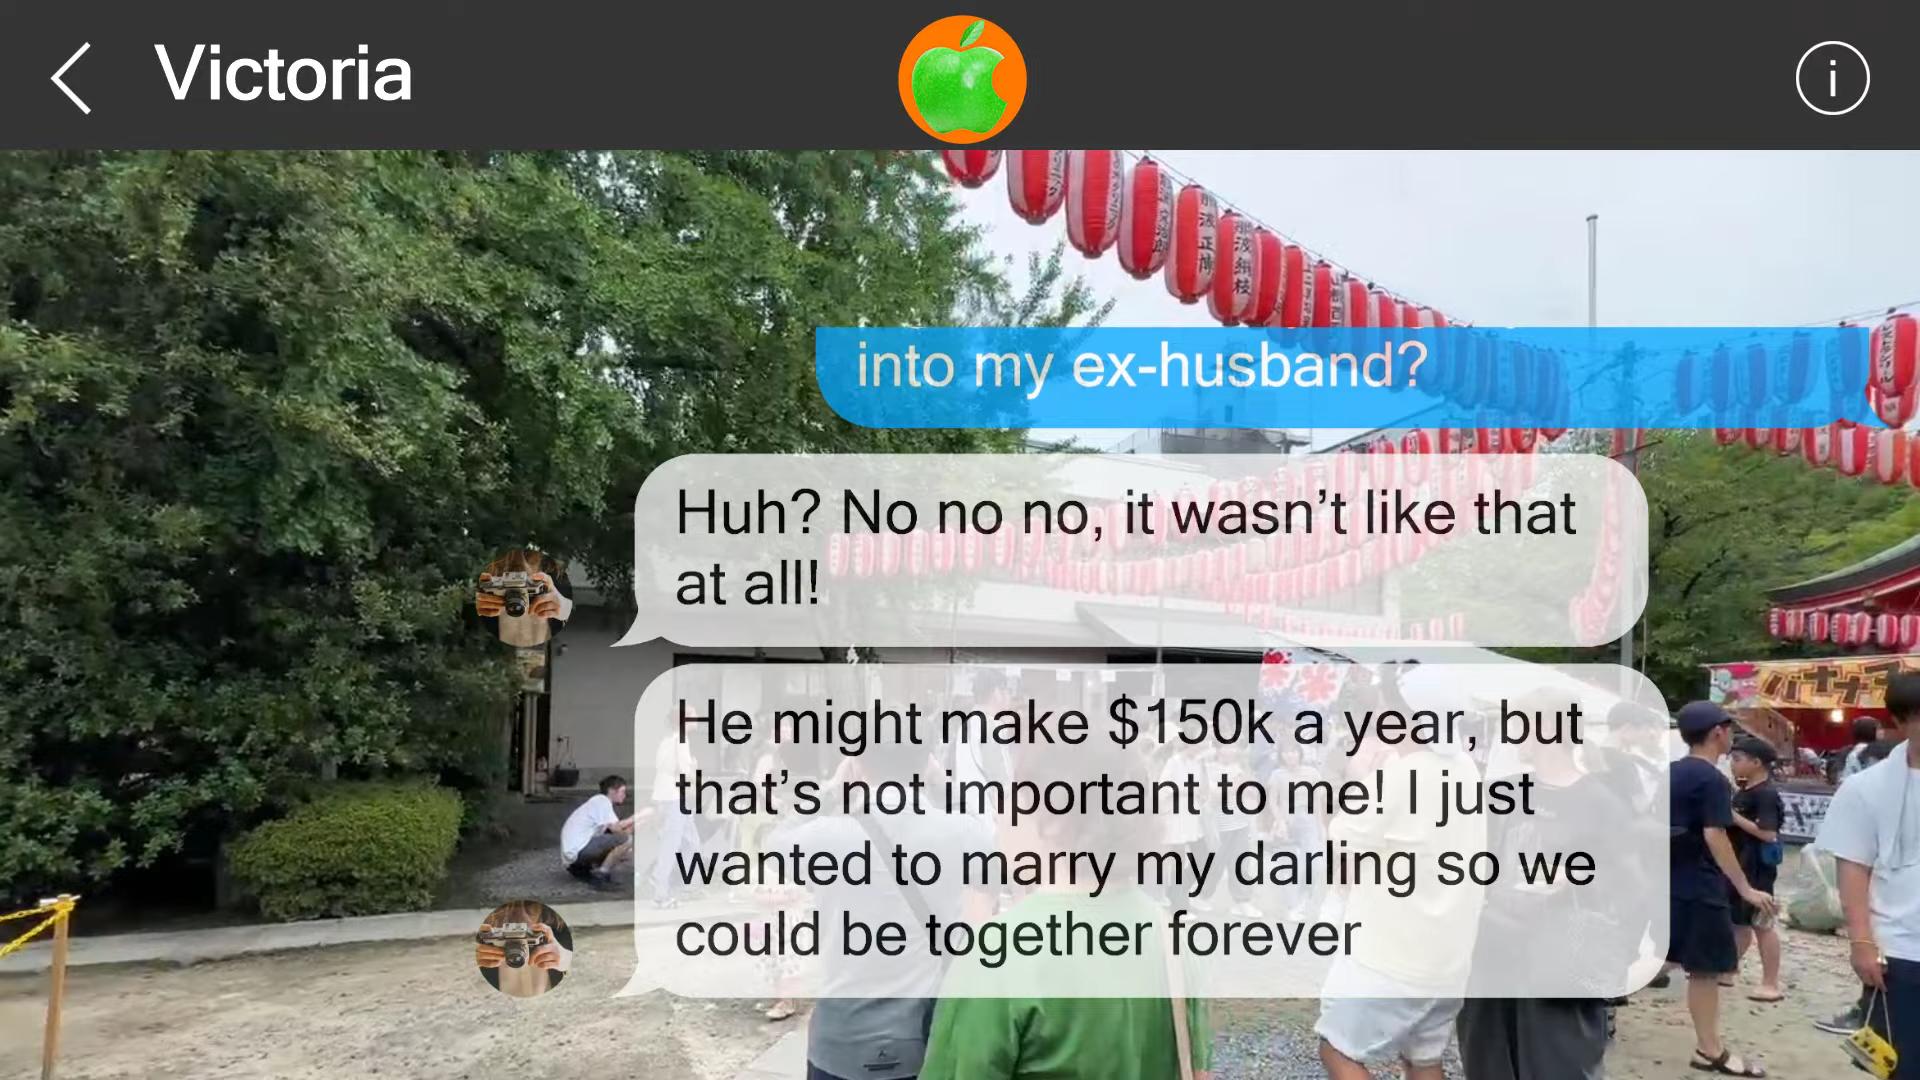 Victoria
i
into my ex-husband?
Huh? No no no, it wasn’t like that
at all!
He might make $150k a year, but
that’s not important to me! I just
wanted to marry my darling so we
could be together forever